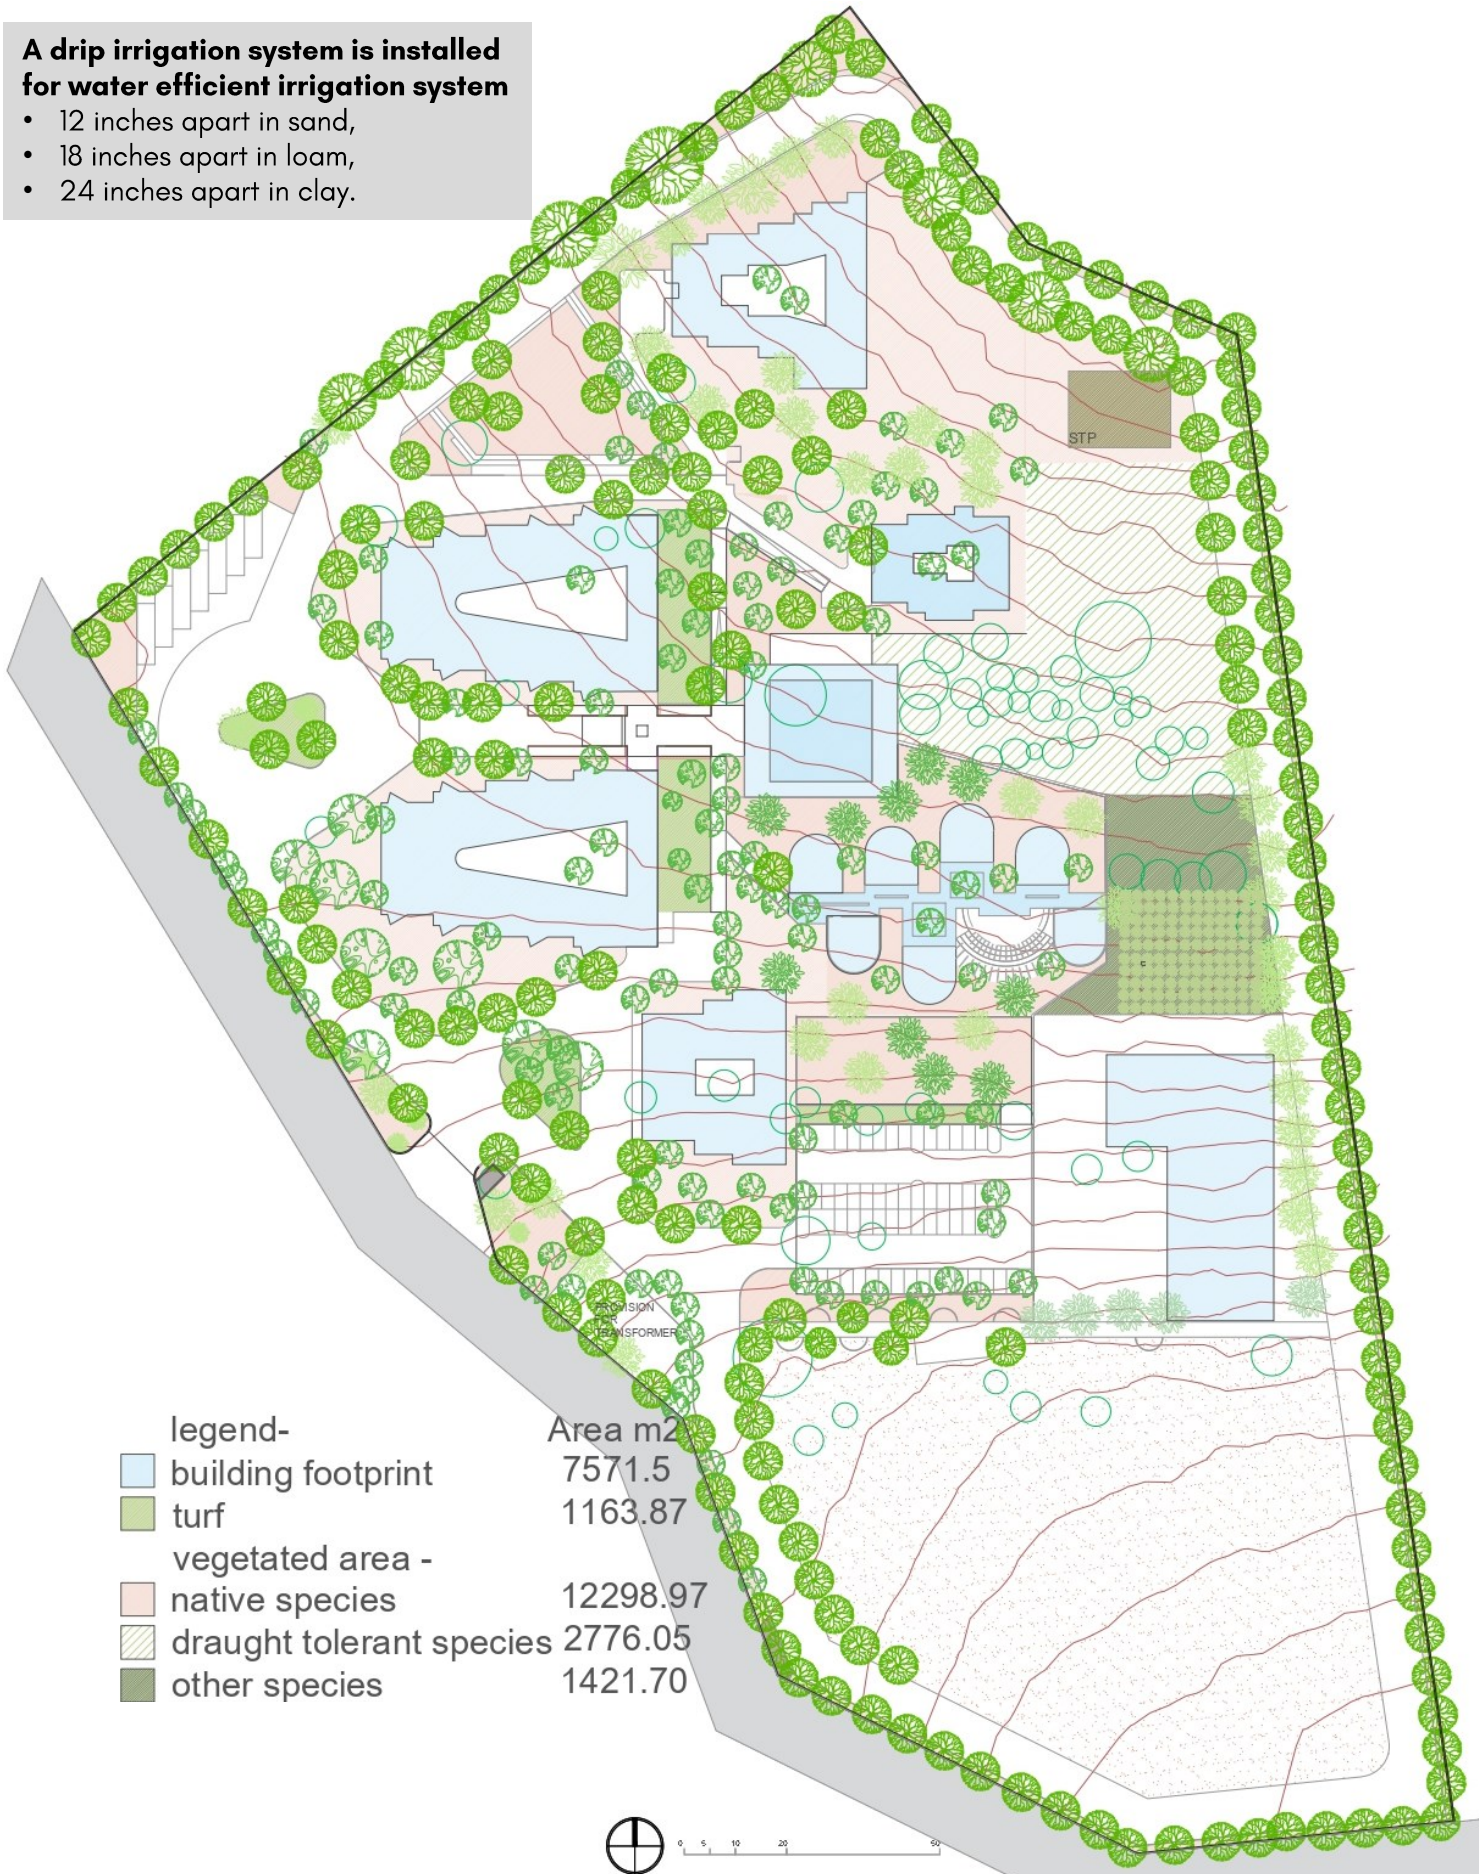 A drip irrigation system is installed
for water efficient irrigation system
• 12 inches apart in sand,
• 18 inches apart in loam,
• 24 inches apart in clay.
STP
c
PROVISION
FOR
TRANSFORMER
legend- Area m2
building footprint 7571.5
turf 1163.87
vegetated area -
native species 12298.97
draught tolerant species 2776.05
other species 1421.70
0 5 10 20 50